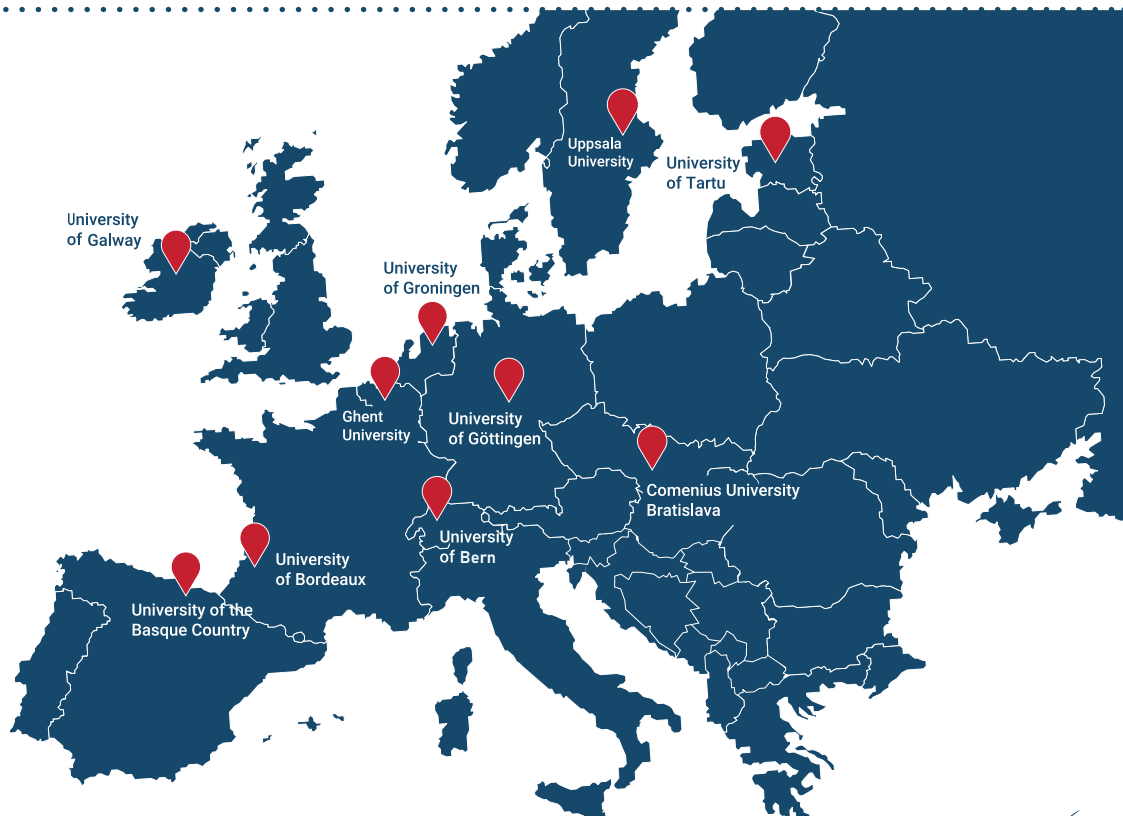 Uppsala
University
University
of Tartu
University
of Galway
University
of Groningen
Ghent
University
University
of Göttingen
Comenius University
Bratislava
University
of Bern
University
of Bordeaux
University of the
Basque Country